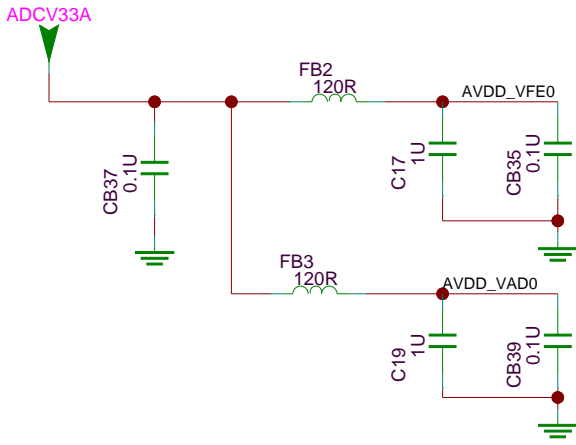 ADCV33A
FB2
120R
AVDD_VFE0
CB37
0.1U
C17
1U
CB35
0.1U
FB3
120R
AVDD_VAD0
C19
1U
CB39
0.1U